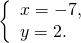 x = −7,
y = 2.